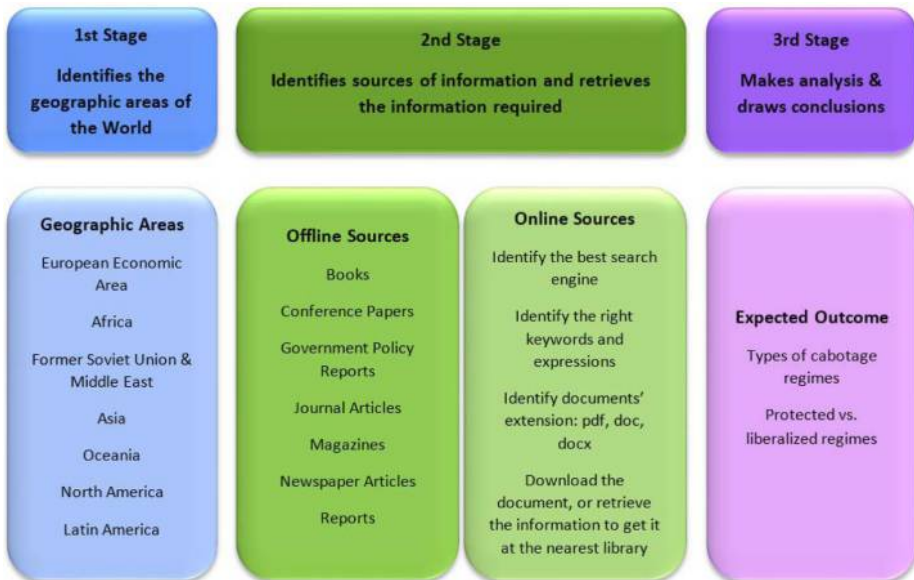 1st Stage
Identifies the
geographic areas of
the World
2nd Stage
Identifies sources of information and retrieves
the information required
3rd Stage
Makes analysis &
draws conclusions
Geographic Areas
European Economic
Area
Africa
Former Soviet Union &
Middle East
Asia
Oceania
North America
Latin America
Offline Sources
Books
Conference Papers
Government Policy
Reports
Journal Articles
Magazines
Newspaper Articles
Reports
Online Sources
Identify the best search
engine
Identify the right
keywords and
expressions
Identify documents’
extension: pdf, doc,
docx
Download the
document, or retrieve
the information to get it
at the nearest library
Expected Outcome
Types of cabotage
regimes
Protected vs.
liberalized regimes